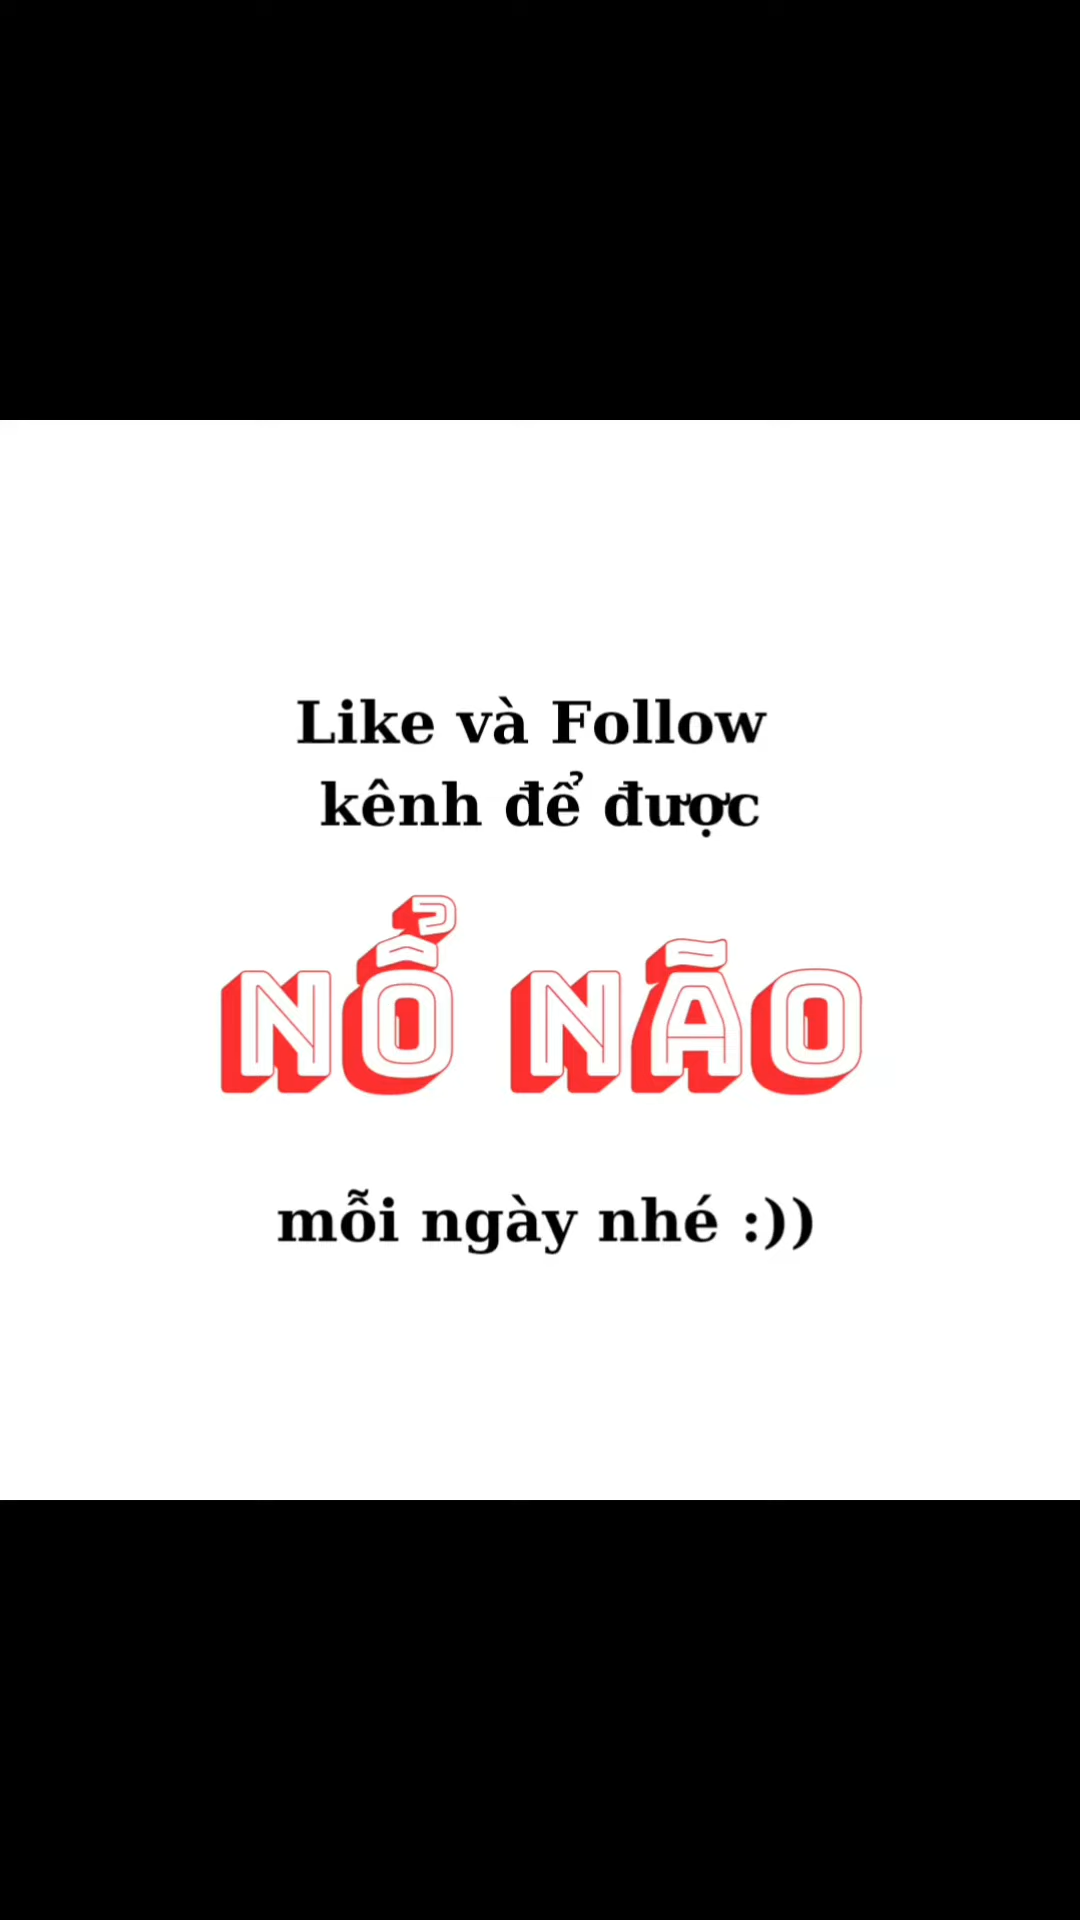 Like và Follow
kênh để được
NỔ NÃO
mỗi ngày nhé :))